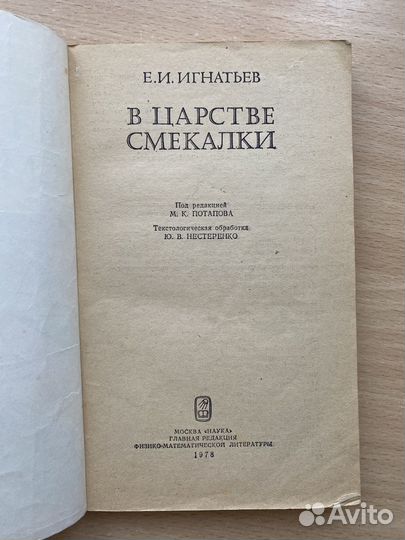 Е.И. ИГНАТЬЕВ
В ЦАРСТВЕ
СМЕКАЛКИ
Под редакцией
М. К. ПОТАПОВА
Текстологическая обработка
Ю. В. НЕСТЕРЕНКО
МОСКВА «НАУКА»
ГЛАВНАЯ РЕДАКЦИЯ
ФИЗИКО-МАТЕМАТИЧЕСКОЙ ЛИТЕРАТУРЫ
1978
Avito